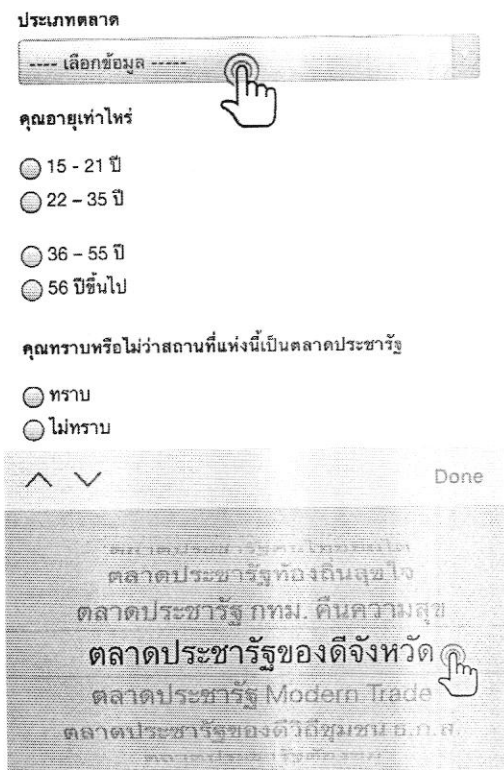 ประเภทตลาด
---- เลือกข้อมูล -----
คุณอายุเท่าไหร่
15 - 21 ปี
22 – 35 ปี
36 – 55 ปี
56 ปีขึ้นไป
คุณทราบหรือไม่ว่าสถานที่แห่งนี้เป็นตลาดประชารัฐ
ทราบ
ไม่ทราบ
Done
ตลาดประชารัฐท้องถิ่นสุขใจ
ตลาดประชารัฐ กทม. คืนความสุข
ตลาดประชารัฐของดีจังหวัด
ตลาดประชารัฐ Modern Trade
ตลาดประชารัฐของดีวิถีชุมชน ธ.ก.ส.